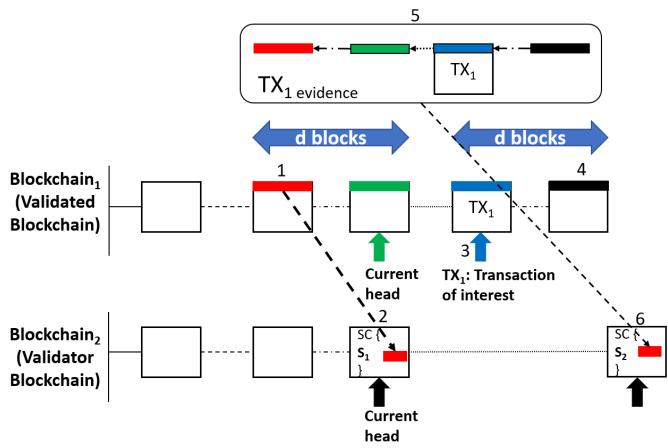 5
TX1
TX1 evidence
d blocks
d blocks
Blockchain1
(Validated
Blockchain)
1
4
TX1
3
Current
head
TX1: Transaction
of interest
Blockchain2
(Validator
Blockchain)
2
SC {
S1
}
6
SC {
S2
}
Current
head